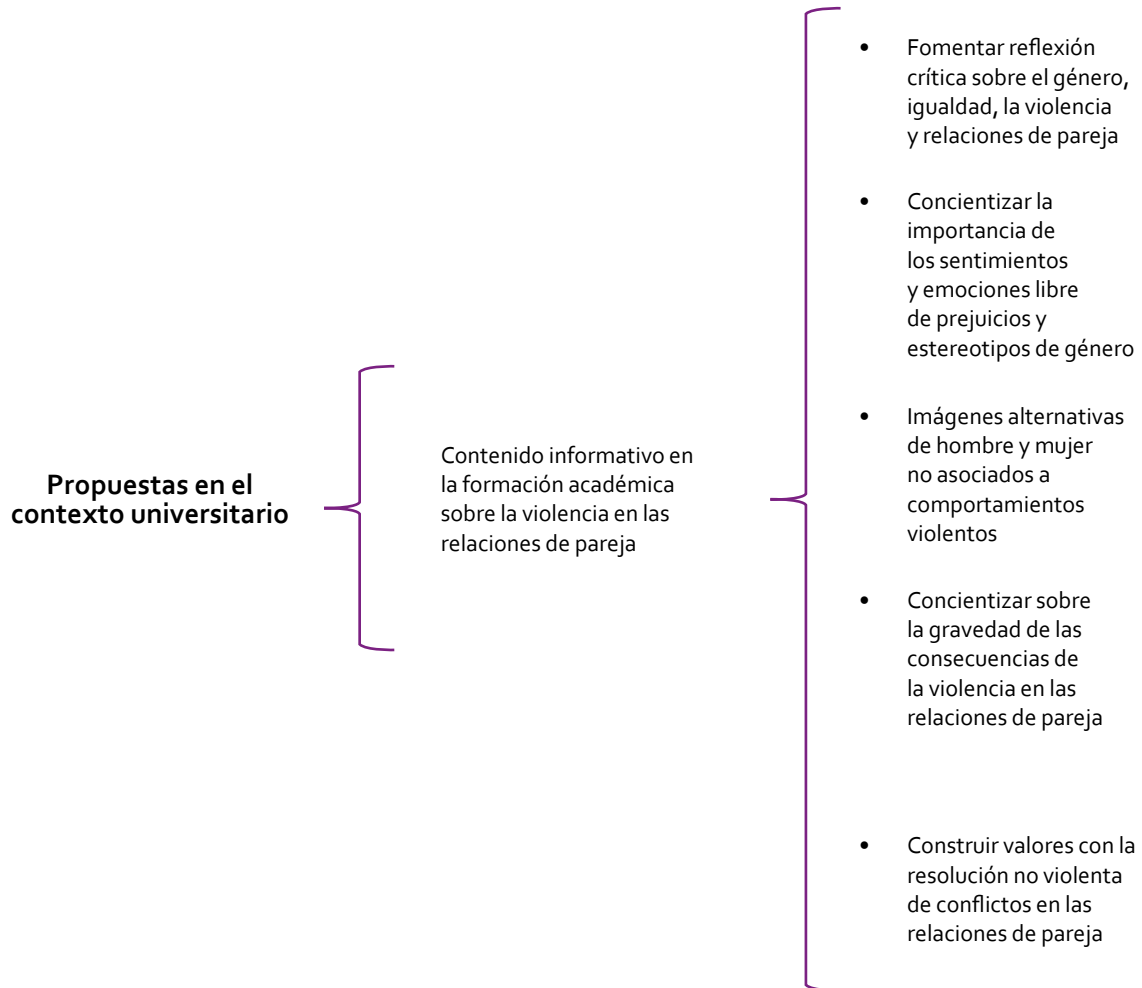 Propuestas en el
contexto universitario
Contenido informativo en
la formación académica
sobre la violencia en las
relaciones de pareja
• Fomentar reflexión
crítica sobre el género,
igualdad, la violencia
y relaciones de pareja
• Concientizar la
importancia de
los sentimientos
y emociones libre
de prejuicios y
estereotipos de género
• Imágenes alternativas
de hombre y mujer
no asociados a
comportamientos
violentos
• Concientizar sobre
la gravedad de las
consecuencias de
la violencia en las
relaciones de pareja
• Construir valores con la
resolución no violenta
de conflictos en las
relaciones de pareja